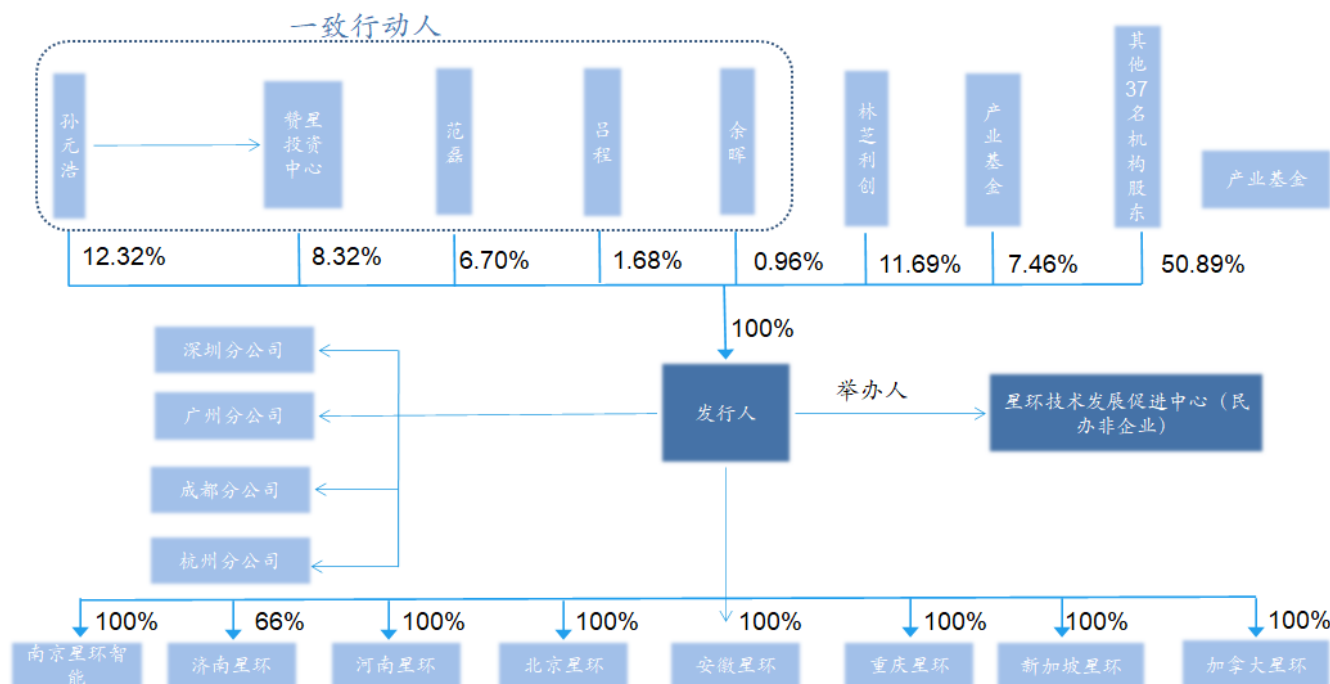 一致行动人
孙元浩
赞星
投资
中心
范磊
吕程
余晖
林芝利创
产业基金
其他37名机构股东
产业基金
12.32%
8.32%
6.70%
1.68%
0.96%
11.69%
7.46%
50.89%
100%
深圳分公司
广州分公司
成都分公司
杭州分公司
发行人
举办人
星环技术发展促进中心（民
办非企业）
100%
66%
100%
100%
100%
100%
100%
100%
南京星环智
能
济南星环
河南星环
北京星环
安徽星环
重庆星环
新加坡星环
加拿大星环